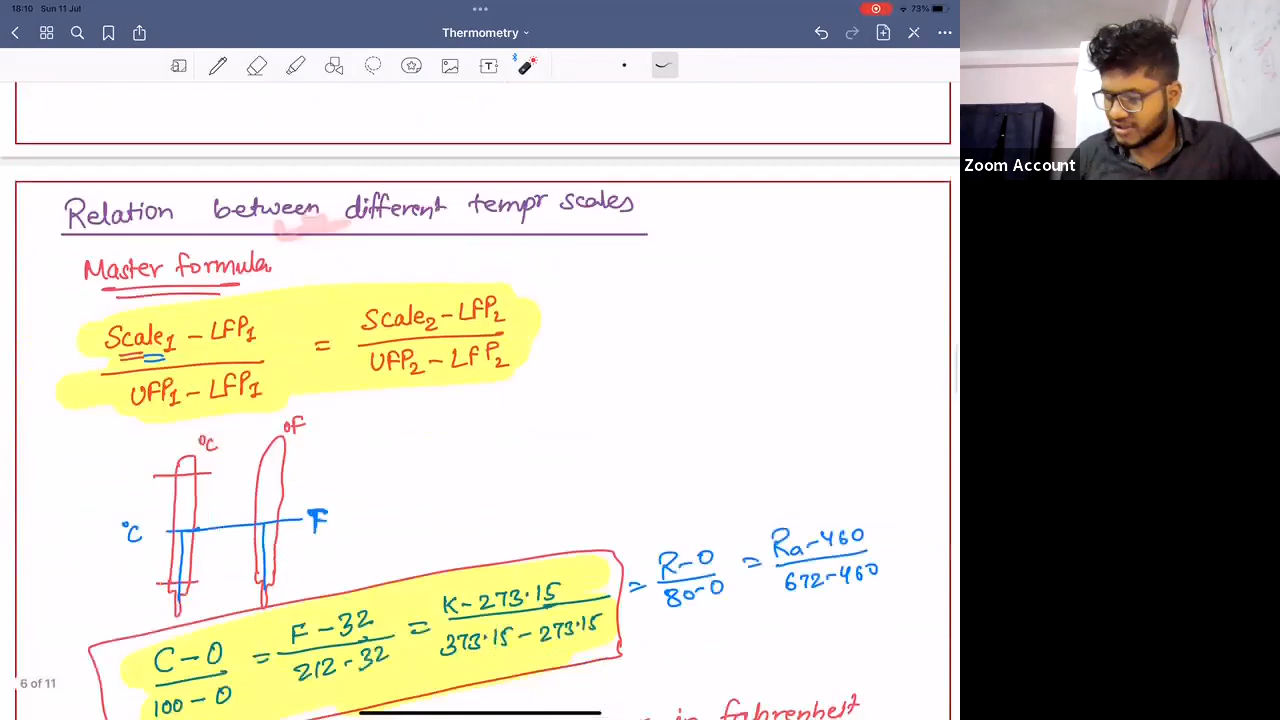 18:10 Sun 11 Jul
73%
Thermometry
Zoom Account
Relation between different tempr scales
Master formula
Scale₁ - LFP₁ / UFP₁ - LFP₁ = Scale₂ - LFP₂ / UFP₂ - LFP₂
°C °F
°C F
C - 0 / 100 - 0 = F - 32 / 212 - 32 = K - 273.15 / 373.15 - 273.15 = R - 0 / 80 - 0 = Ra - 460 / 672 - 460
6 of 11
in fahrenheit